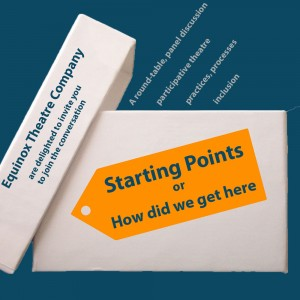 Equinox Theatre Company
are delighted to invite you
to join the conversation
A round-table, panel discussion
participative theatre
practices, processes
inclusion
Starting Points
or
How did we get here